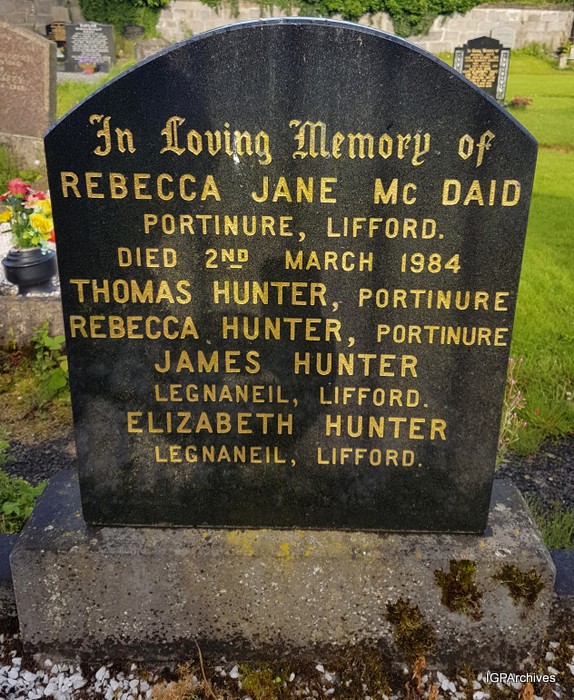 In Loving Memory of
REBECCA JANE Mc DAID
PORTINURE, LIFFORD.
DIED 2ND MARCH 1984
THOMAS HUNTER, PORTINURE
REBECCA HUNTER, PORTINURE
JAMES HUNTER
LEGNANEIL, LIFFORD.
ELIZABETH HUNTER
LEGNANEIL, LIFFORD.
IGPArchives